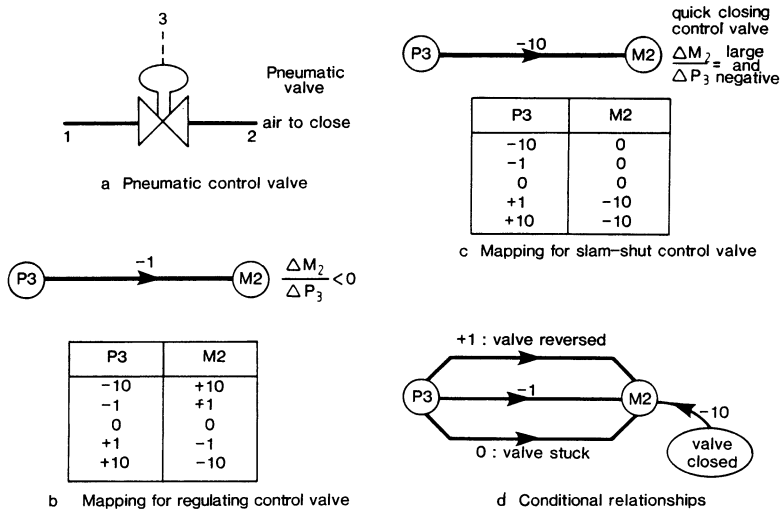 3
Pneumatic
valve
1
2
air to close
a Pneumatic control valve
P3
-1
M2
ΔM2
ΔP3
<0
P3 M2
-10 +10
-1 +1
0 0
+1 -1
+10 -10
b Mapping for regulating control valve
quick closing
control valve
P3
-10
M2
ΔM2
ΔP3
= large
and
negative
P3 M2
-10 0
-1 0
0 0
+1 -10
+10 -10
c Mapping for slam-shut control valve
+1 : valve reversed
P3
-1
M2
-10
0 : valve stuck
valve
closed
d Conditional relationships